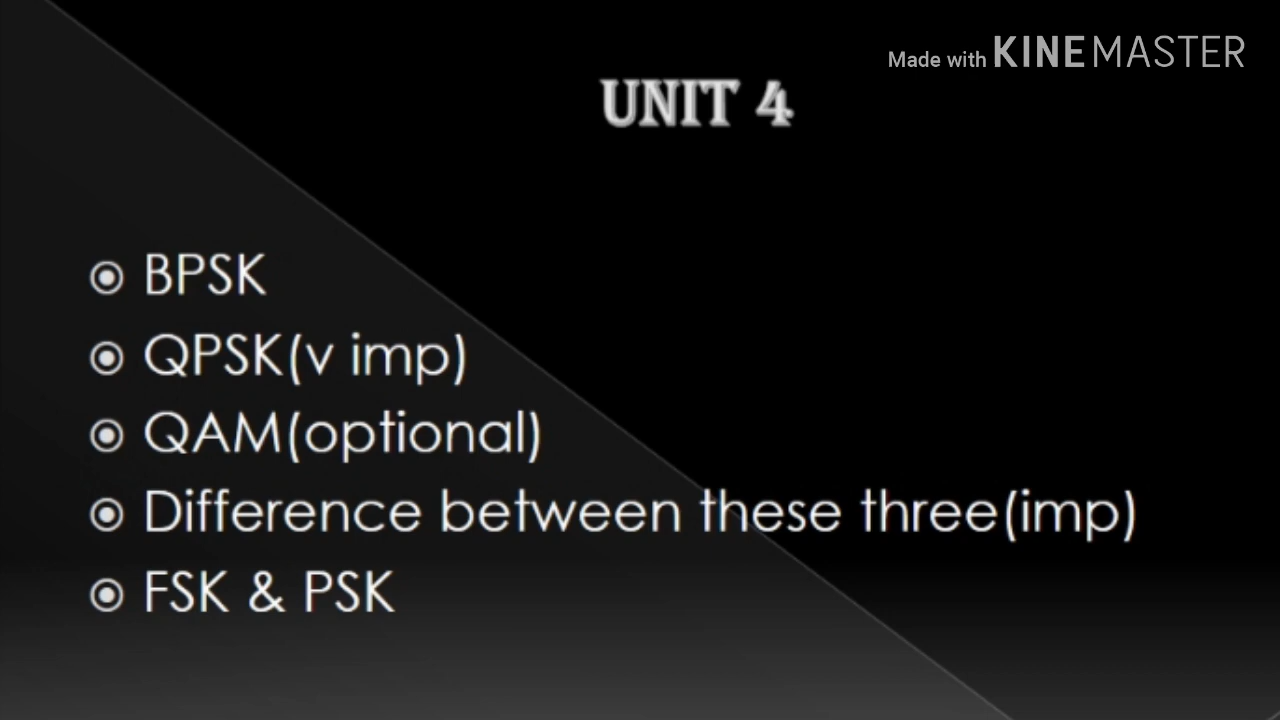 Made with KINEMASTER
UNIT 4
BPSK
QPSK(v imp)
QAM(optional)
Difference between these three(imp)
FSK & PSK